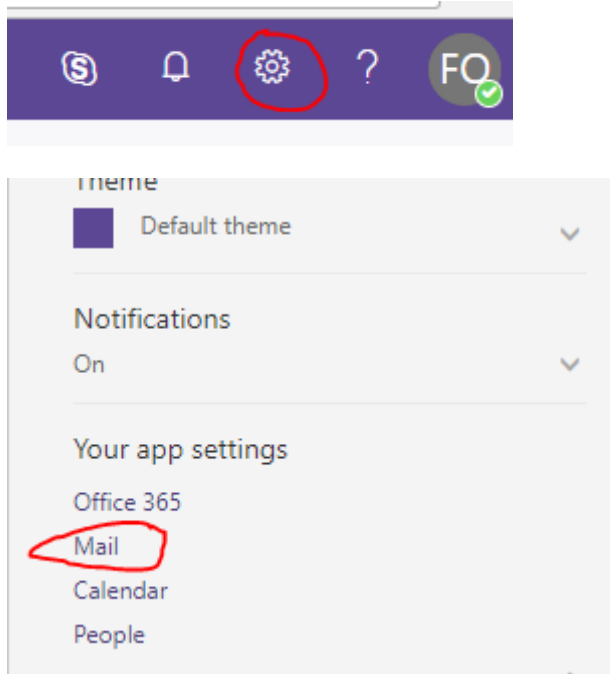 S
?
FO
Theme
Default theme
Notifications
On
Your app settings
Office 365
Mail
Calendar
People